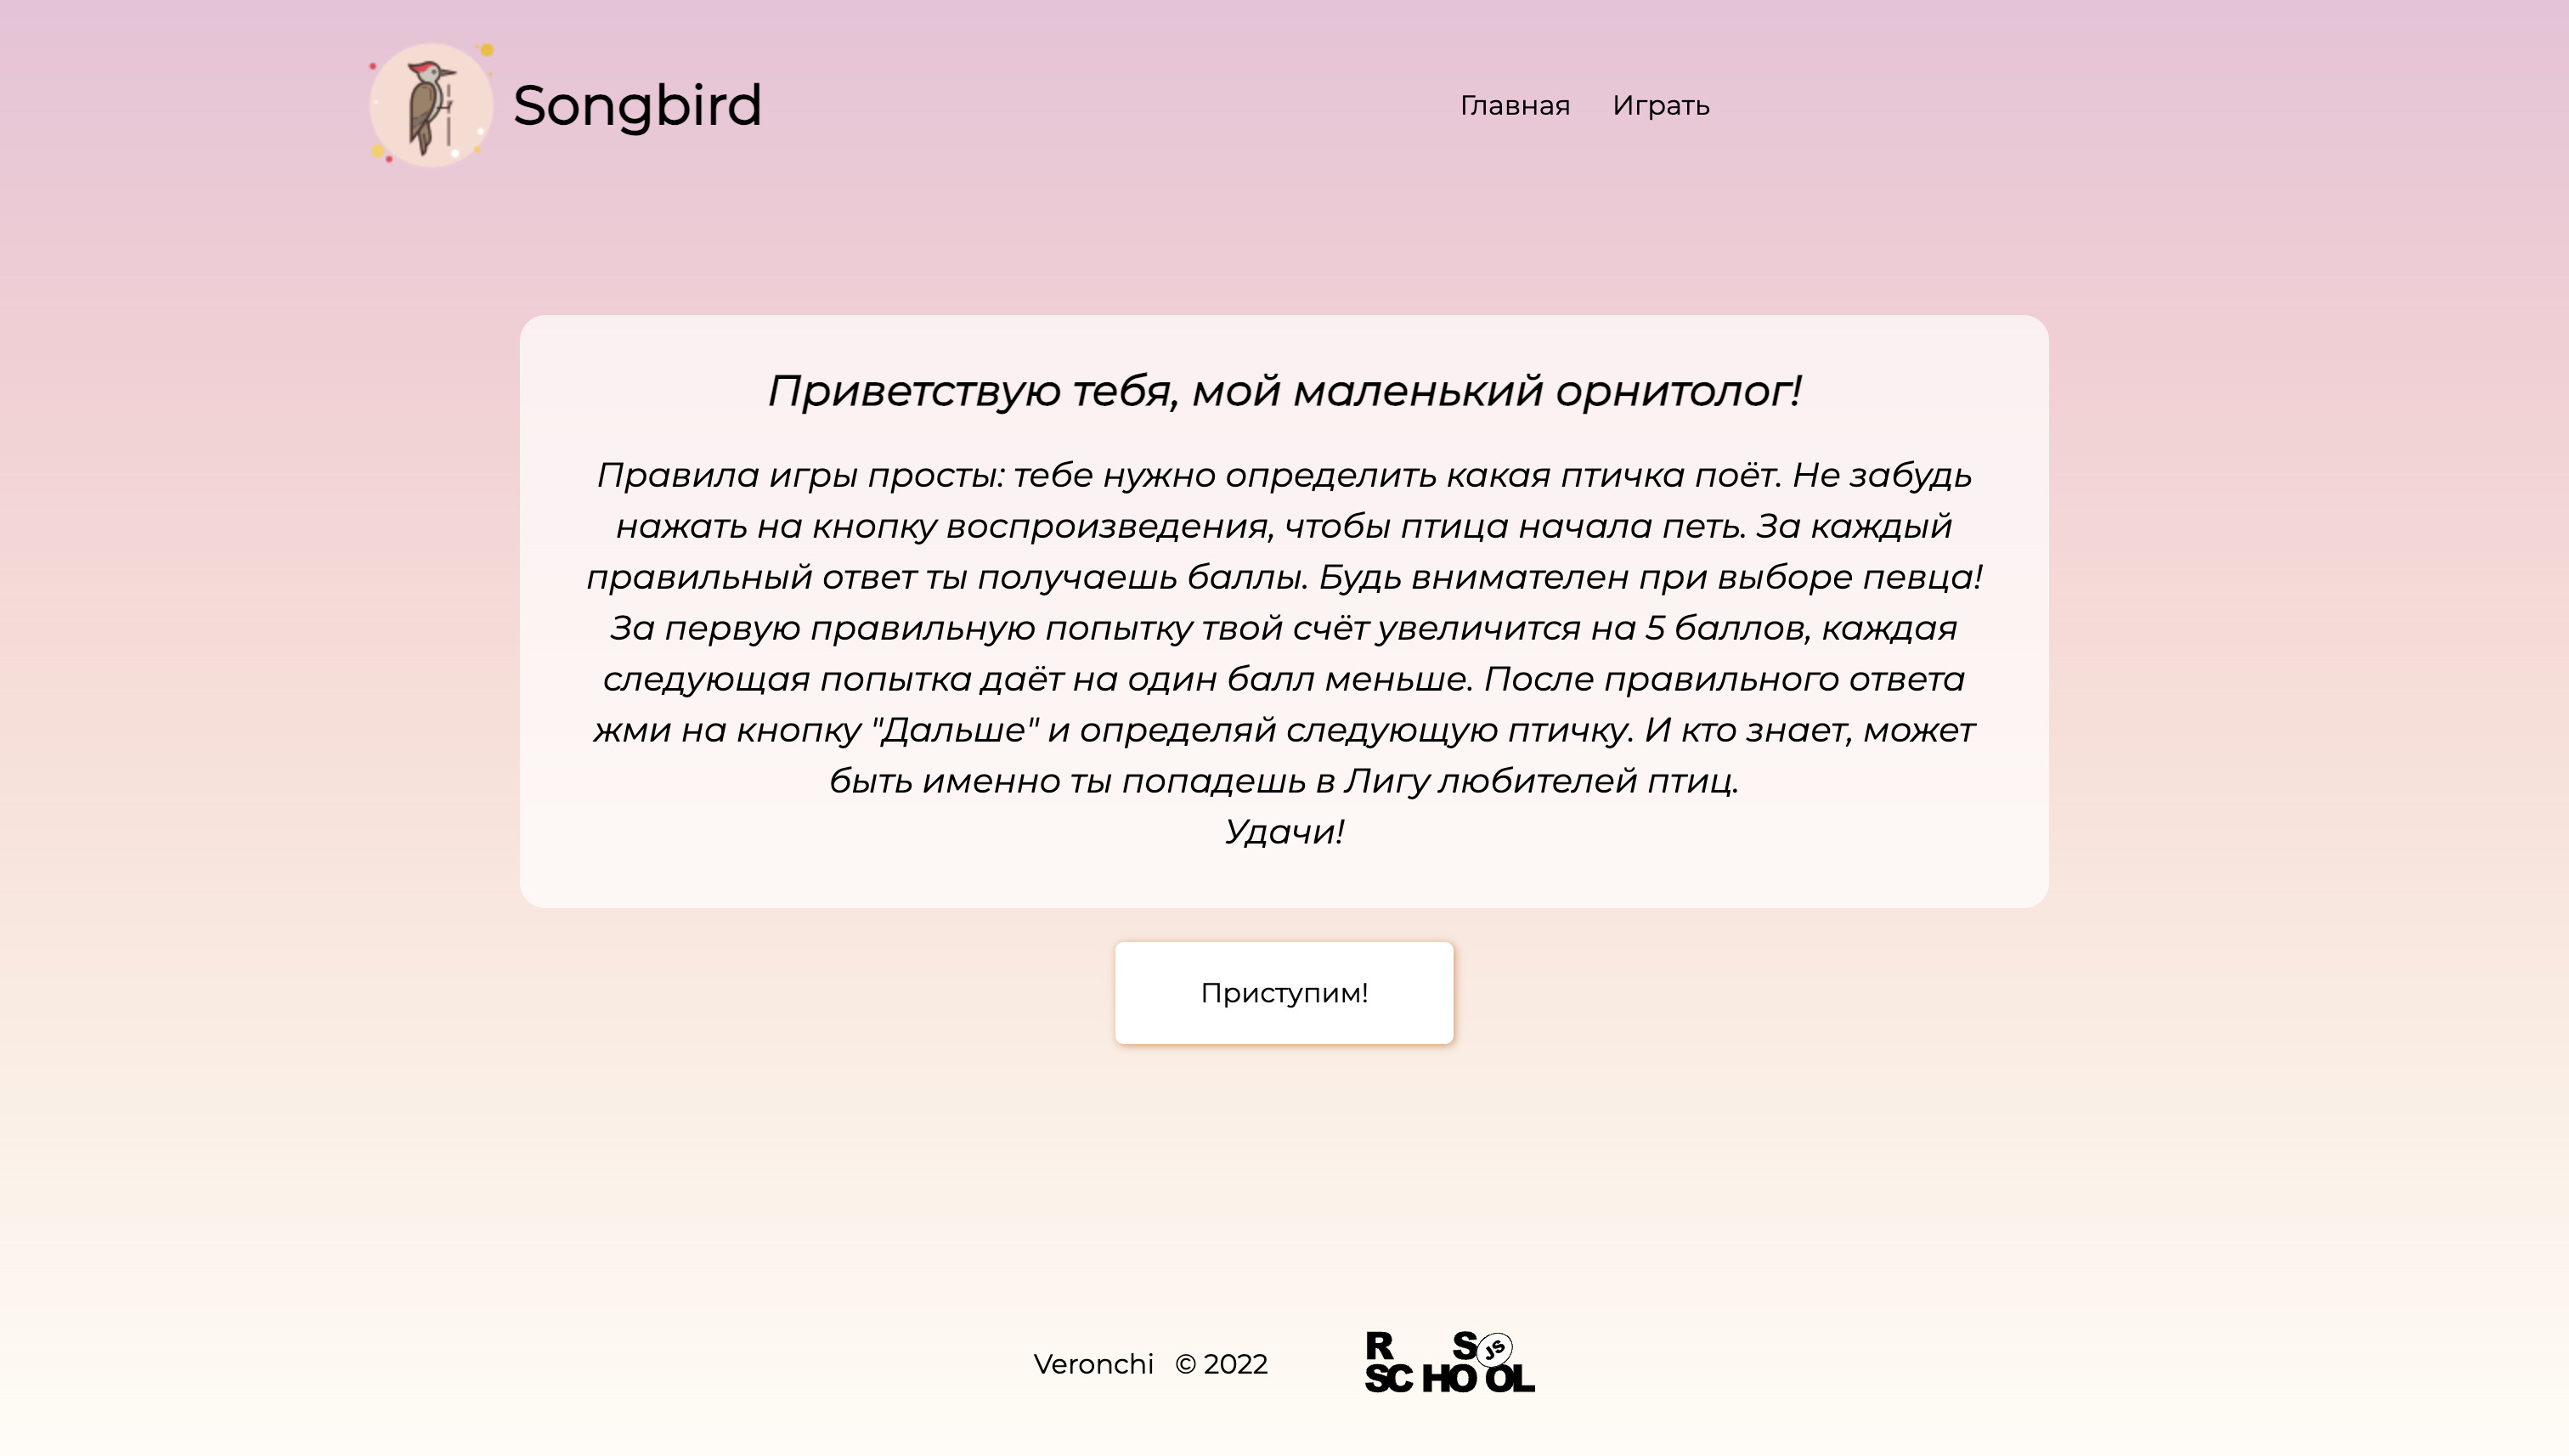 Songbird
Главная
Играть
Приветствую тебя, мой маленький орнитолог!
Правила игры просты: тебе нужно определить какая птичка поёт. Не забудь
нажать на кнопку воспроизведения, чтобы птица начала петь. За каждый
правильный ответ ты получаешь баллы. Будь внимателен при выборе певца!
За первую правильную попытку твой счёт увеличится на 5 баллов, каждая
следующая попытка даёт на один балл меньше. После правильного ответа
жми на кнопку "Дальше" и определяй следующую птичку. И кто знает, может
быть именно ты попадешь в Лигу любителей птиц.
Удачи!
Приступим!
Veronchi © 2022
R S JS
SCHOOL